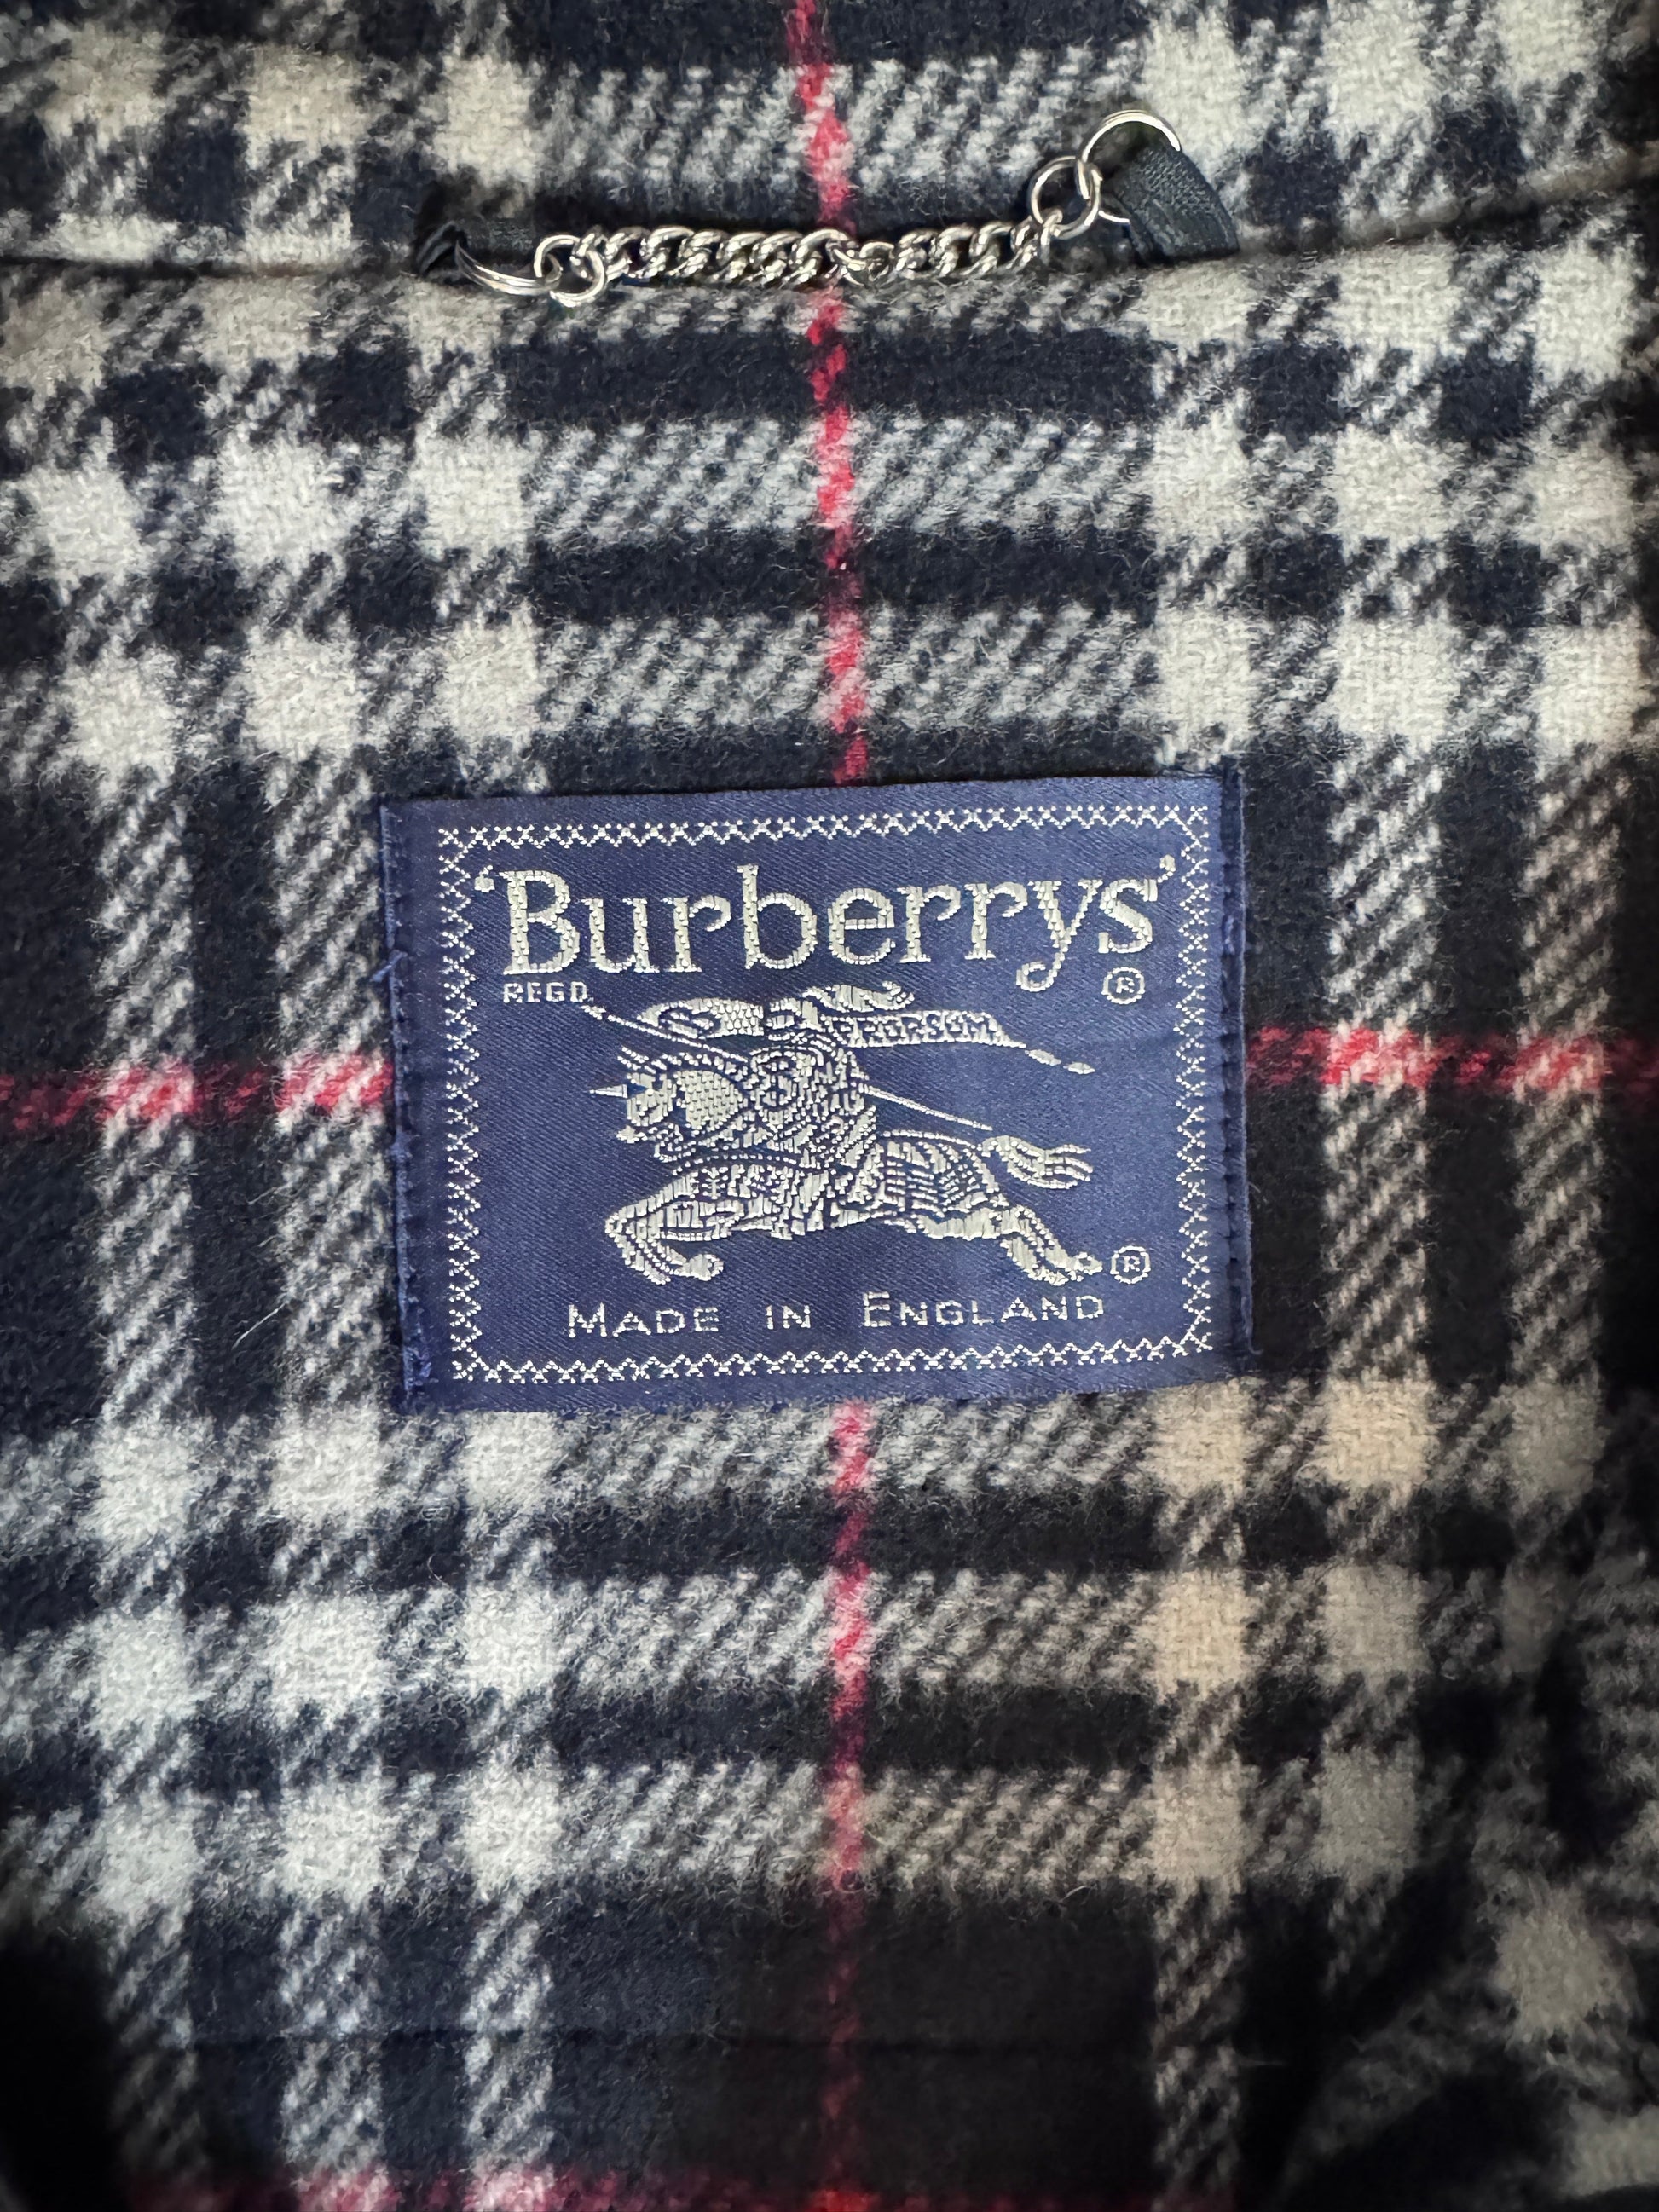 'Burberrys'
REGD ®
PRORSUM
®
MADE IN ENGLAND